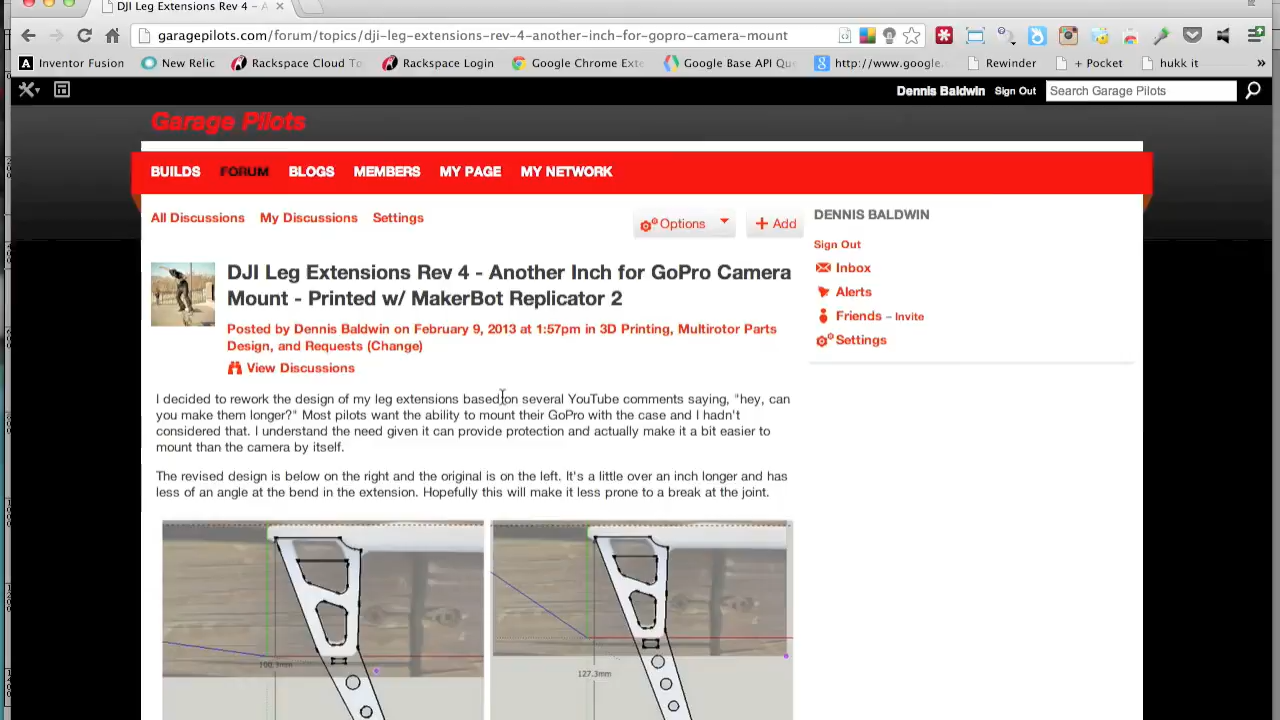 DJI Leg Extensions Rev 4 – A
garagepilots.com/forum/topics/dji-leg-extensions-rev-4-another-inch-for-gopro-camera-mount
Inventor Fusion New Relic Rackspace Cloud To Rackspace Login Google Chrome Exte Google Base API Qu http://www.google. Rewinder + Pocket hukk it »
Dennis Baldwin Sign Out Search Garage Pilots
Garage Pilots
BUILDS FORUM BLOGS MEMBERS MY PAGE MY NETWORK
All Discussions My Discussions Settings
Options + Add
DJI Leg Extensions Rev 4 - Another Inch for GoPro Camera
Mount - Printed w/ MakerBot Replicator 2
Posted by Dennis Baldwin on February 9, 2013 at 1:57pm in 3D Printing, Multirotor Parts
Design, and Requests (Change)
View Discussions
I decided to rework the design of my leg extensions based on several YouTube comments saying, "hey, can
you make them longer?" Most pilots want the ability to mount their GoPro with the case and I hadn't
considered that. I understand the need given it can provide protection and actually make it a bit easier to
mount than the camera by itself.
The revised design is below on the right and the original is on the left. It's a little over an inch longer and has
less of an angle at the bend in the extension. Hopefully this will make it less prone to a break at the joint.
127.3mm
DENNIS BALDWIN
Sign Out
Inbox
Alerts
Friends – Invite
Settings